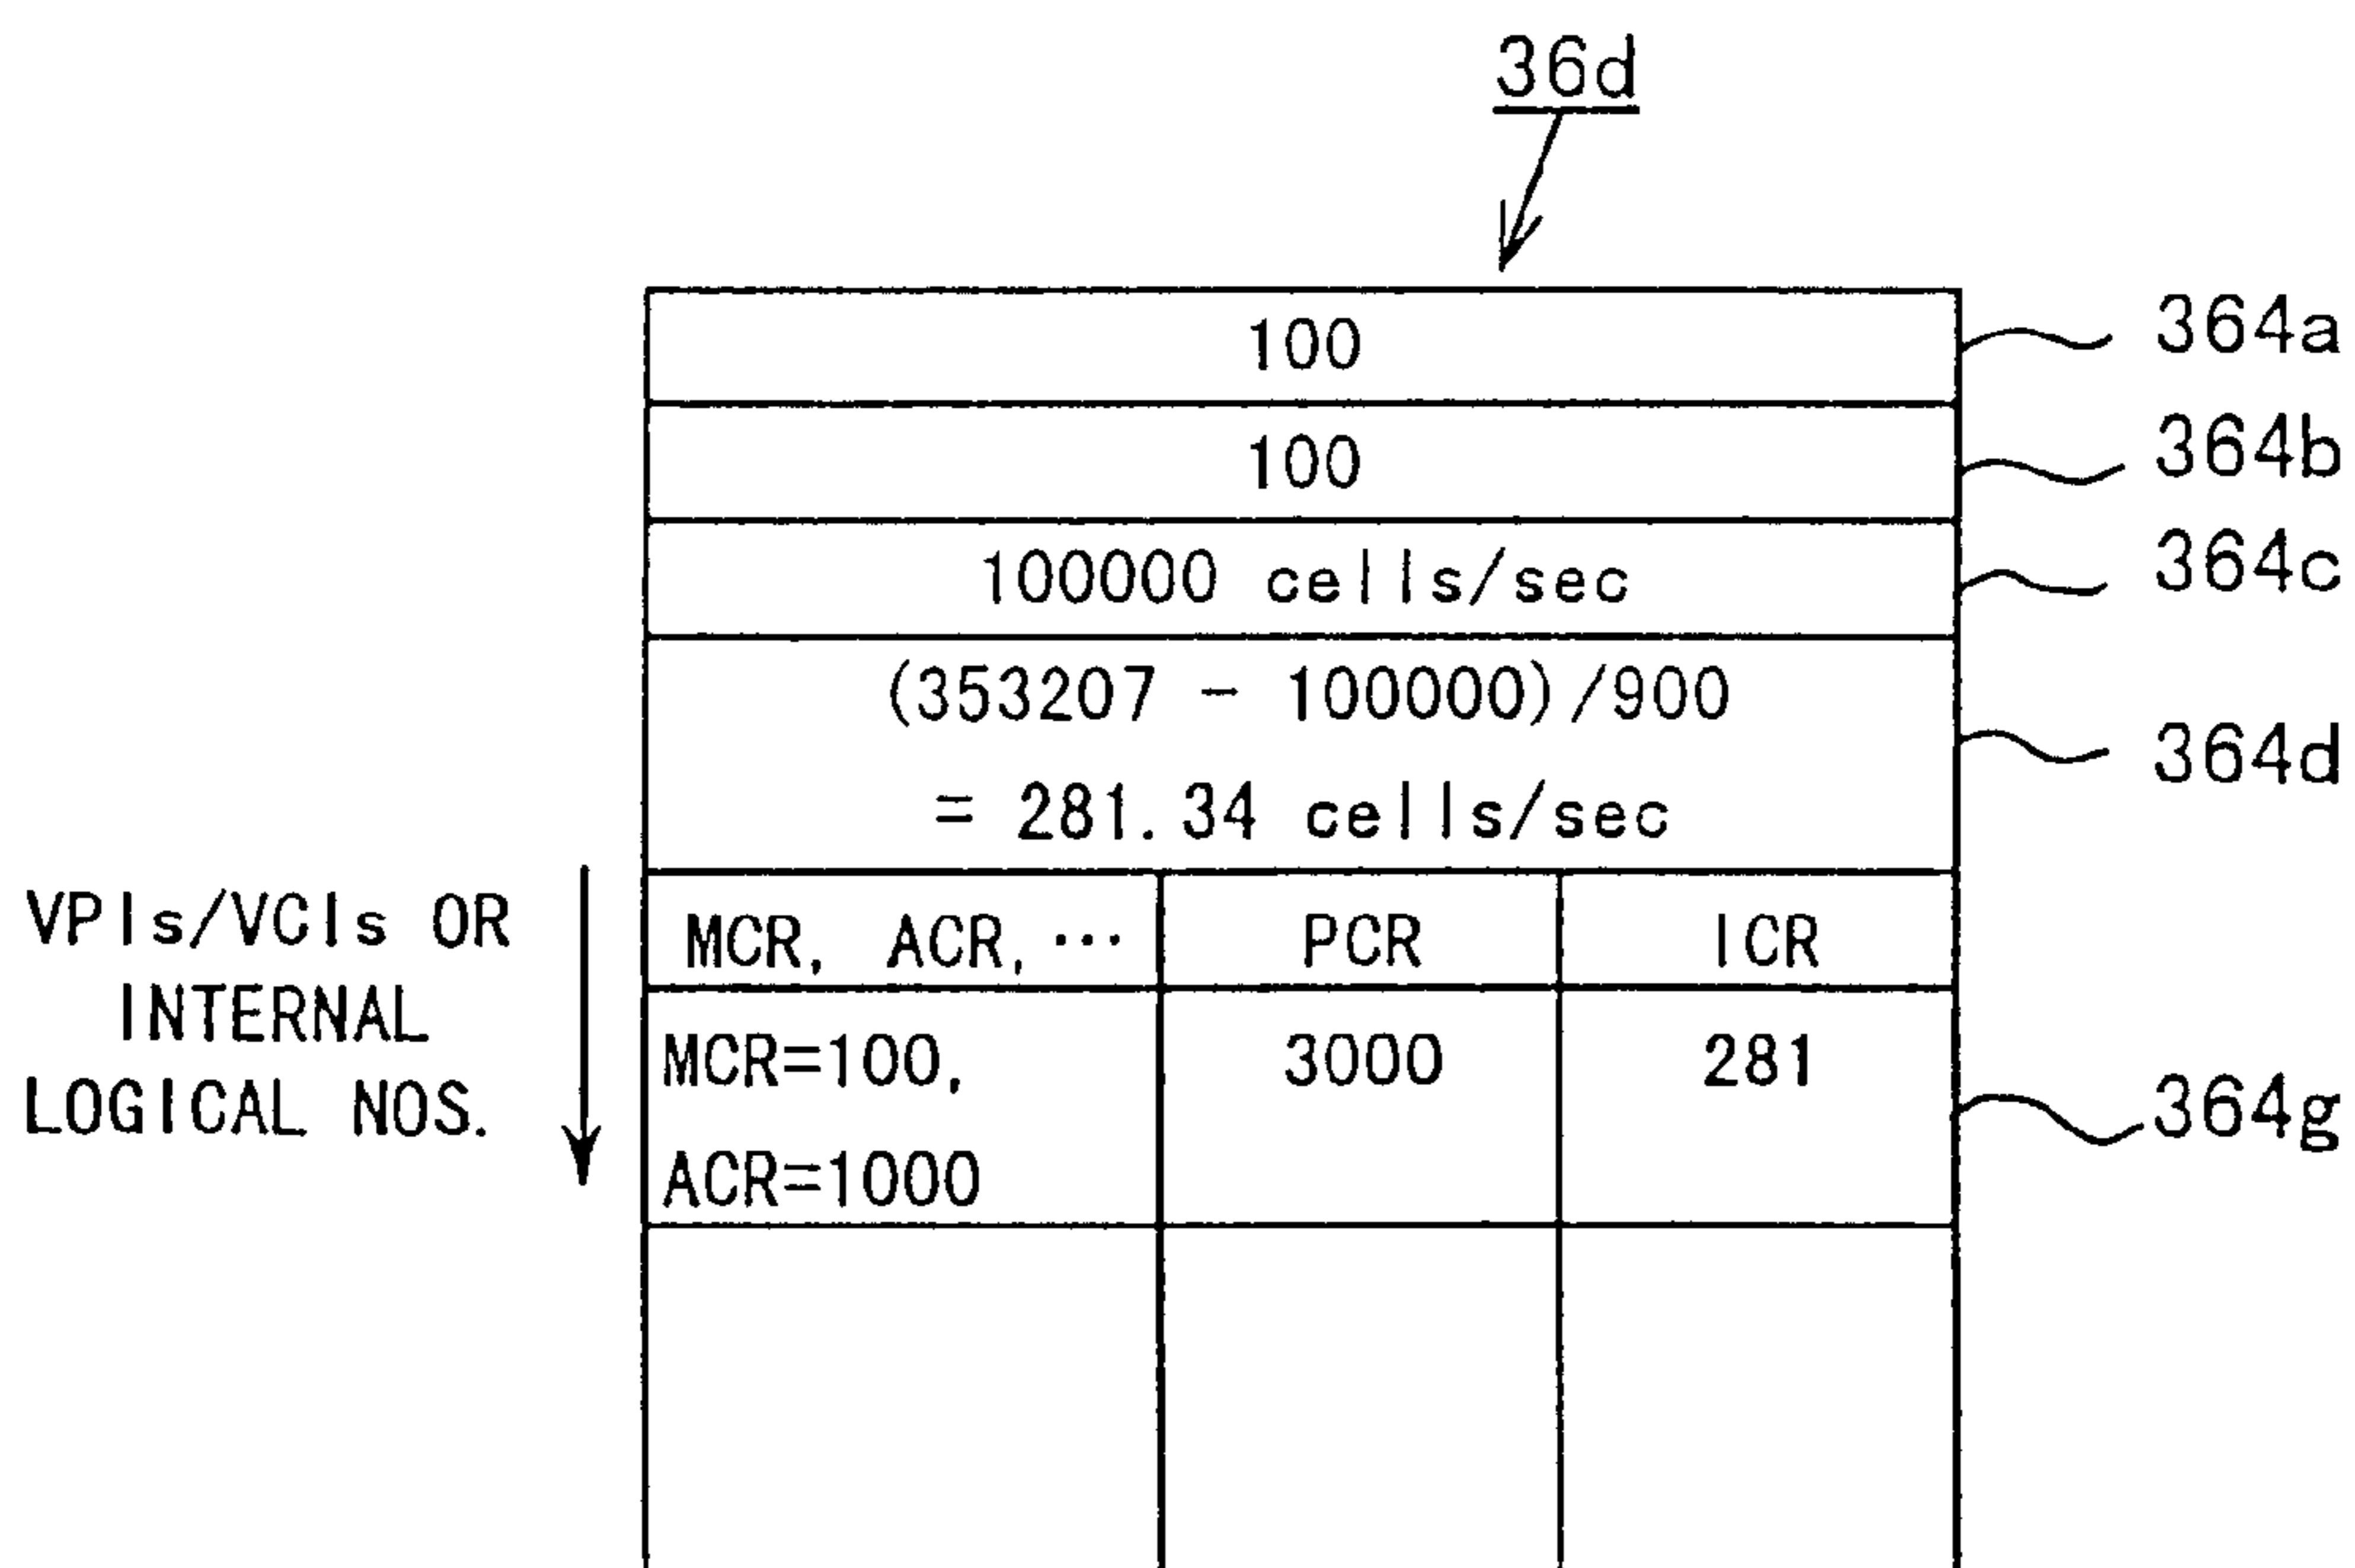 36d
100
364a
100
364b
100000 cells/sec
364c
(353207 - 100000)/900
= 281.34 cells/sec
364d
VPIs/VCIs OR
INTERNAL
LOGICAL NOS.
MCR, ACR, ··· PCR ICR
MCR=100, 3000 281
ACR=1000
364g